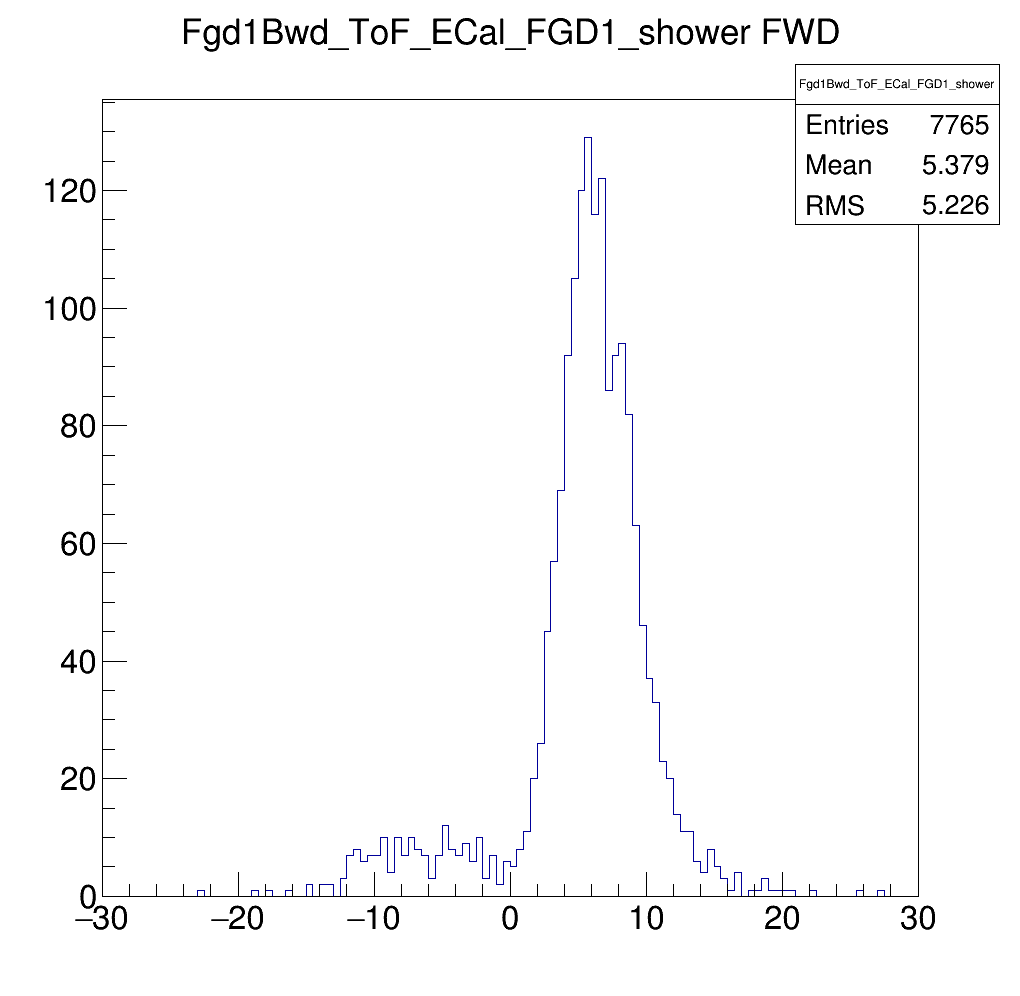 Fgd1Bwd_ToF_ECal_FGD1_shower FWD
Fgd1Bwd_ToF_ECal_FGD1_shower
Entries 7765
Mean 5.379
RMS 5.226
120
100
80
60
40
20
0
−30 −20 −10 0 10 20 30